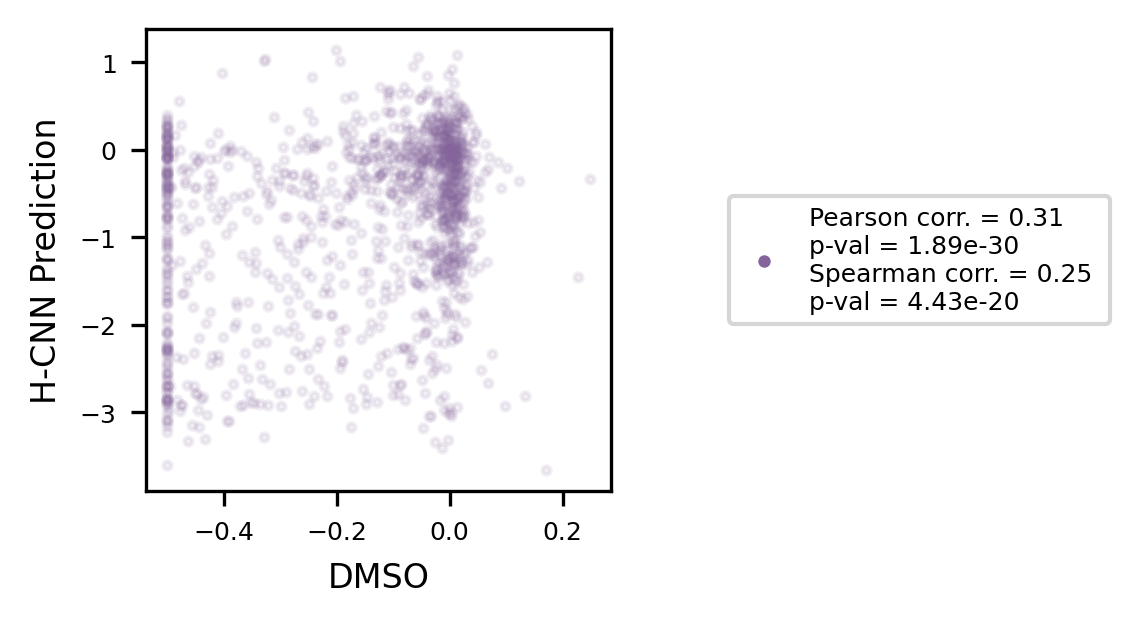 H-CNN Prediction
1
0
−1
−2
−3
−0.4
−0.2
0.0
0.2
DMSO
Pearson corr. = 0.31
p-val = 1.89e-30
Spearman corr. = 0.25
p-val = 4.43e-20